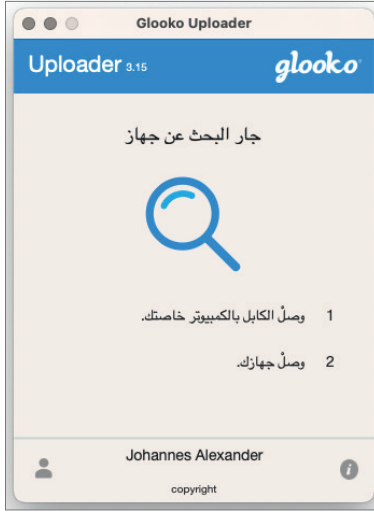 Glooko Uploader
Uploader 3.15 glooko
جار البحث عن جهاز
1 وصلْ الكابل بالكمبيوتر خاصتك.
2 وصلْ جهازك.
Johannes Alexander
copyright